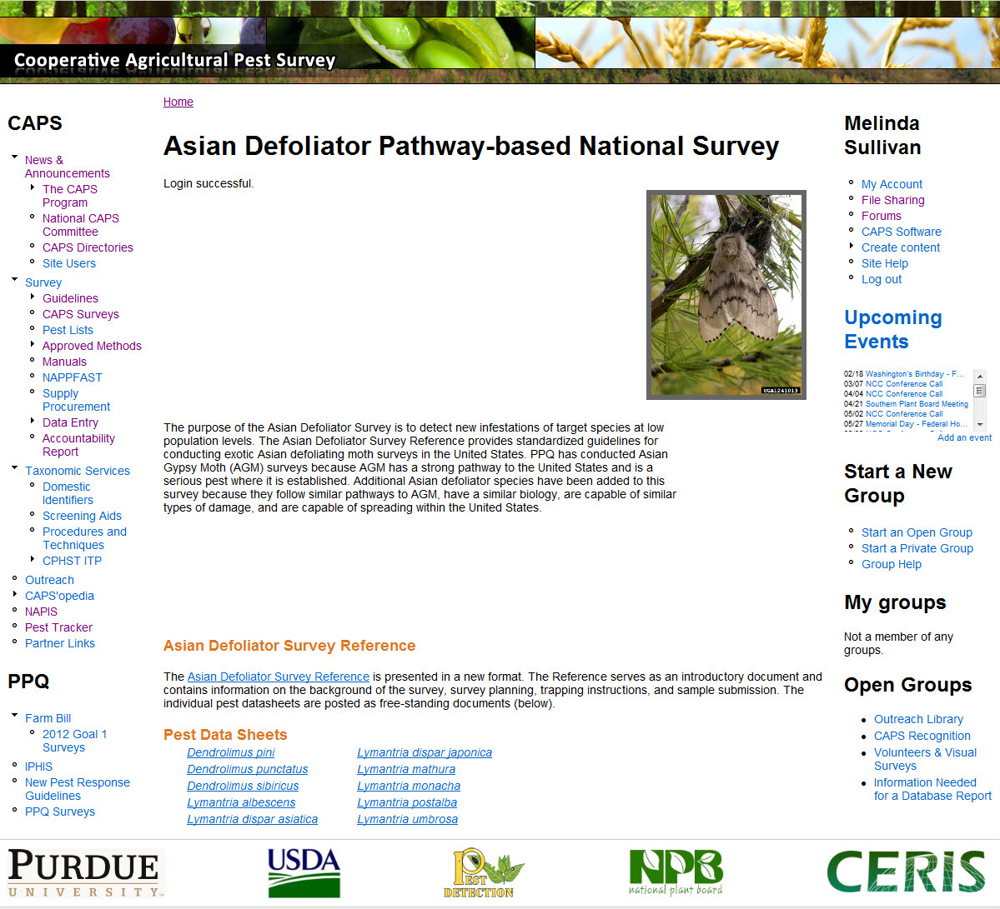 Cooperative Agricultural Pest Survey
CAPS
News &
Announcements
The CAPS
Program
National CAPS
Committee
CAPS Directories
Site Users
Survey
Guidelines
CAPS Surveys
Pest Lists
Approved Methods
Manuals
NAPPFAST
Supply
Procurement
Data Entry
Accountability
Report
Taxonomic Services
Domestic
Identifiers
Screening Aids
Procedures and
Techniques
CPHST ITP
Outreach
CAPS'opedia
NAPIS
Pest Tracker
Partner Links
PPQ
Farm Bill
2012 Goal 1
Surveys
IPHIS
New Pest Response
Guidelines
PPQ Surveys
Home
Asian Defoliator Pathway-based National Survey
Login successful.
UGA1241013
The purpose of the Asian Defoliator Survey is to detect new infestations of target species at low
population levels. The Asian Defoliator Survey Reference provides standardized guidelines for
conducting exotic Asian defoliating moth surveys in the United States. PPQ has conducted Asian
Gypsy Moth (AGM) surveys because AGM has a strong pathway to the United States and is a
serious pest where it is established. Additional Asian defoliator species have been added to this
survey because they follow similar pathways to AGM, have a similar biology, are capable of similar
types of damage, and are capable of spreading within the United States.
Asian Defoliator Survey Reference
The Asian Defoliator Survey Reference is presented in a new format. The Reference serves as an introductory document and
contains information on the background of the survey, survey planning, trapping instructions, and sample submission. The
individual pest datasheets are posted as free-standing documents (below).
Pest Data Sheets
Dendrolimus pini
Dendrolimus punctatus
Dendrolimus sibiricus
Lymantria albescens
Lymantria dispar asiatica
Lymantria dispar japonica
Lymantria mathura
Lymantria monacha
Lymantria postalba
Lymantria umbrosa
Melinda
Sullivan
My Account
File Sharing
Forums
CAPS Software
Create content
Site Help
Log out
Upcoming
Events
02/18 Washington's Birthday - F...
03/07 NCC Conference Call
04/04 NCC Conference Call
04/21 Southern Plant Board Meeting
05/02 NCC Conference Call
05/27 Memorial Day - Federal Ho...
Add an event
Start a New
Group
Start an Open Group
Start a Private Group
Group Help
My groups
Not a member of any
groups.
Open Groups
Outreach Library
CAPS Recognition
Volunteers & Visual
Surveys
Information Needed
for a Database Report
PURDUE
UNIVERSITY
USDA
Pest
DETECTION
NPB
national plant board
CERIS